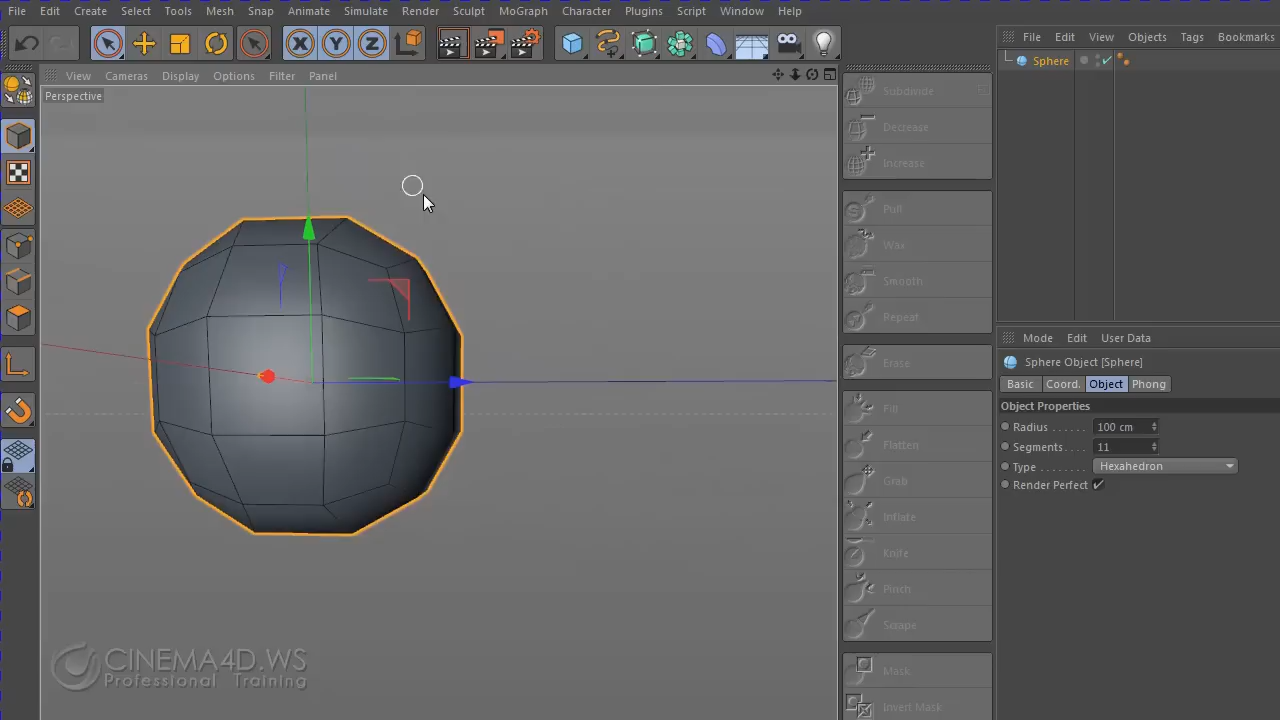 File Edit Create Select Tools Mesh Snap Animate Simulate Render Sculpt MoGraph Character Plugins Script Window Help
X Y Z
File Edit View Objects Tags Bookmarks
Sphere
View Cameras Display Options Filter Panel
Perspective
Subdivide
Decrease
Increase
Pull
Wax
Smooth
Repeat
Erase
Fill
Flatten
Grab
Inflate
Knife
Pinch
Scrape
Mask
Invert Mask
Mode Edit User Data
Sphere Object [Sphere]
Basic Coord. Object Phong
Object Properties
Radius . . . . . . 100 cm
Segments. . . . 11
Type . . . . . . . . Hexahedron
Render Perfect
CINEMA4D.WS
Professional Training